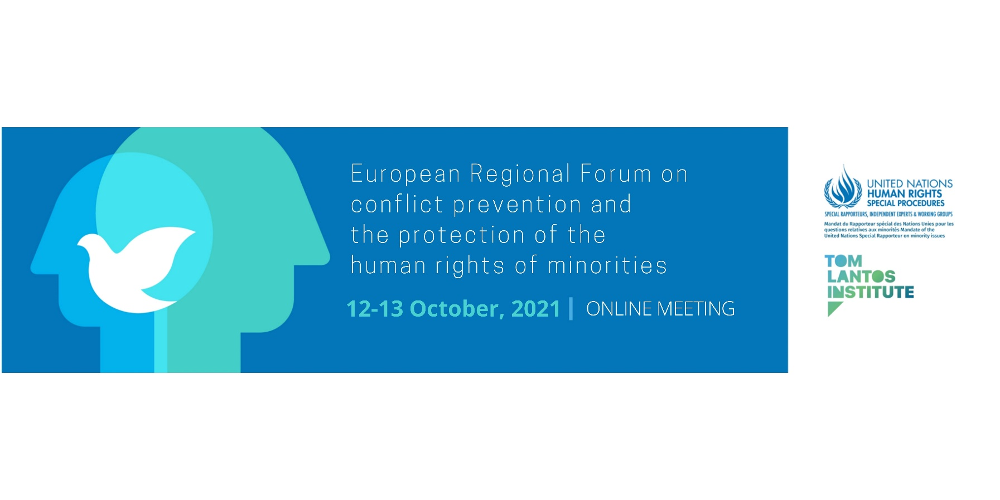 European Regional Forum on
conflict prevention and
the protection of the
human rights of minorities
12-13 October, 2021 | ONLINE MEETING
UNITED NATIONS
HUMAN RIGHTS
SPECIAL PROCEDURES
SPECIAL RAPPORTEURS, INDEPENDENT EXPERTS & WORKING GROUPS
Mandat du Rapporteur spécial des Nations Unies pour les
questions relatives aux minorités Mandate of the
United Nations Special Rapporteur on minority issues
TOM
LANTOS
INSTITUTE